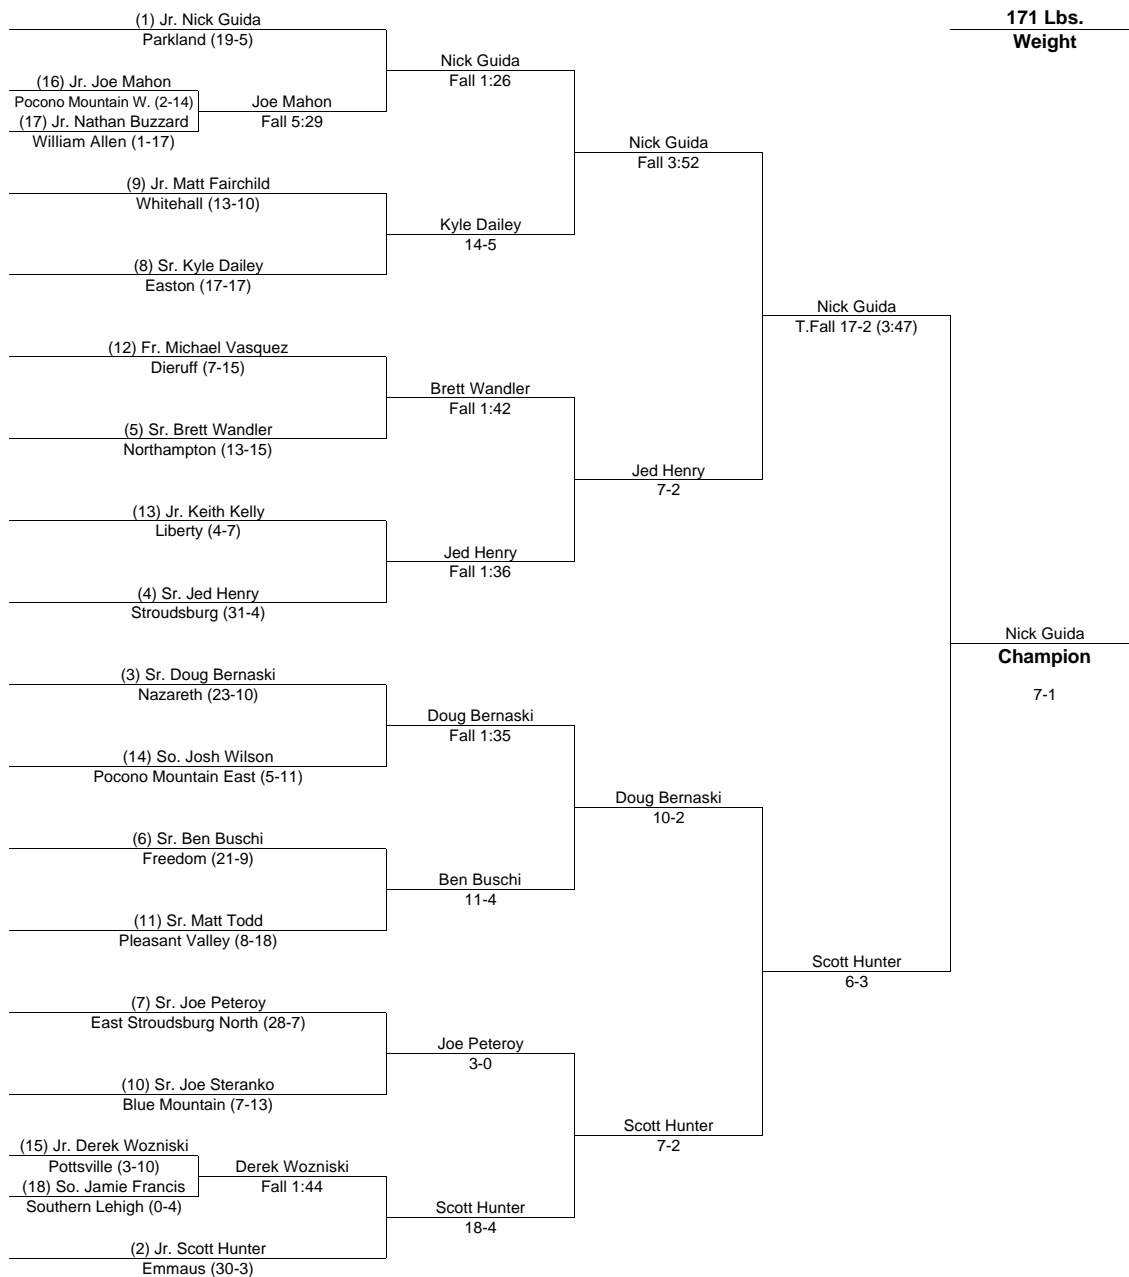 (1) Jr. Nick Guida
Parkland (19-5)
(16) Jr. Joe Mahon
Pocono Mountain W. (2-14)
(17) Jr. Nathan Buzzard
William Allen (1-17)
(9) Jr. Matt Fairchild
Whitehall (13-10)
(8) Sr. Kyle Dailey
Easton (17-17)
(12) Fr. Michael Vasquez
Dieruff (7-15)
(5) Sr. Brett Wandler
Northampton (13-15)
(13) Jr. Keith Kelly
Liberty (4-7)
(4) Sr. Jed Henry
Stroudsburg (31-4)
(3) Sr. Doug Bernaski
Nazareth (23-10)
(14) So. Josh Wilson
Pocono Mountain East (5-11)
(6) Sr. Ben Buschi
Freedom (21-9)
(11) Sr. Matt Todd
Pleasant Valley (8-18)
(7) Sr. Joe Peteroy
East Stroudsburg North (28-7)
(10) Sr. Joe Steranko
Blue Mountain (7-13)
(15) Jr. Derek Wozniski
Pottsville (3-10)
(18) So. Jamie Francis
Southern Lehigh (0-4)
(2) Jr. Scott Hunter
Emmaus (30-3)
Joe Mahon
Fall 5:29
Derek Wozniski
Fall 1:44
Nick Guida
Fall 1:26
Kyle Dailey
14-5
Brett Wandler
Fall 1:42
Jed Henry
Fall 1:36
Doug Bernaski
Fall 1:35
Ben Buschi
11-4
Joe Peteroy
3-0
Scott Hunter
18-4
Nick Guida
Fall 3:52
Jed Henry
7-2
Doug Bernaski
10-2
Scott Hunter
7-2
Nick Guida
T.Fall 17-2 (3:47)
Scott Hunter
6-3
171 Lbs.
Weight
Nick Guida
Champion
7-1